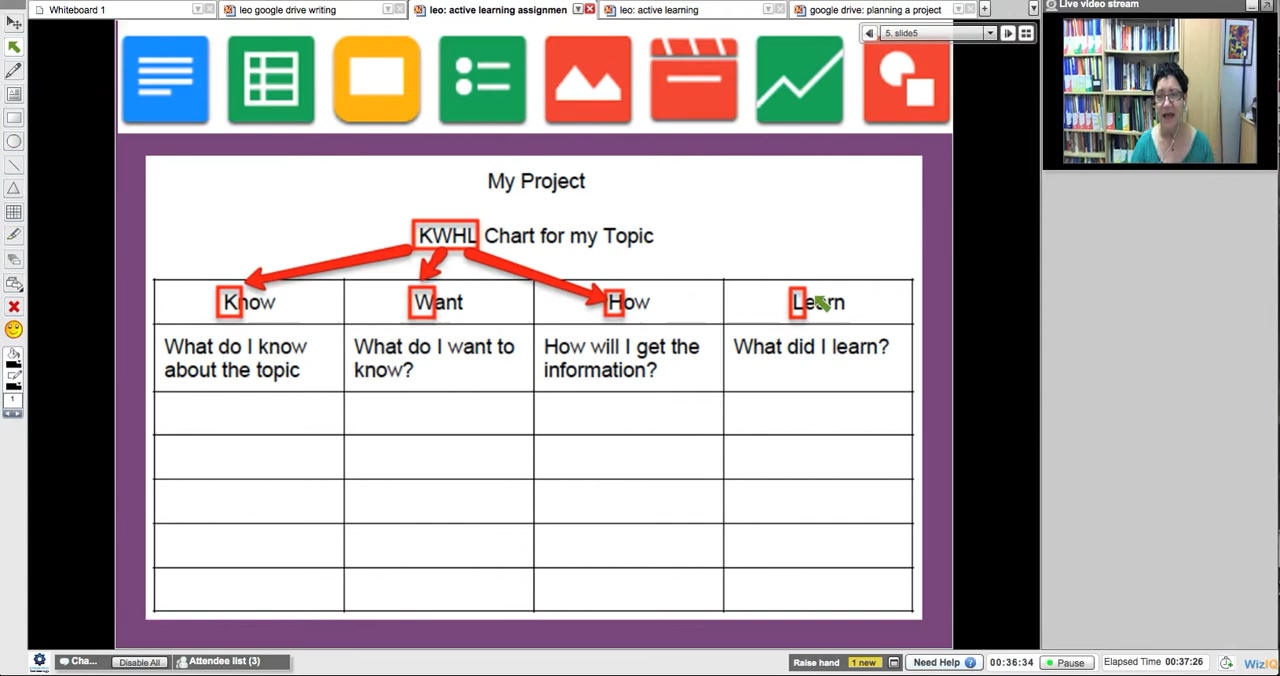 Whiteboard 1
leo google drive writing
leo: active learning assignmen
leo: active learning
google drive: planning a project
Live video stream
5. slide5
My Project
KWHL Chart for my Topic
Know
Want
How
Learn
What do I know
about the topic
What do I want to
know?
How will I get the
information?
What did I learn?
1
Cha...
Disable All
Attendee list (3)
Raise hand
1 new
Need Help
?
00:36:34
Pause
Elapsed Time
00:37:26
WizIQ